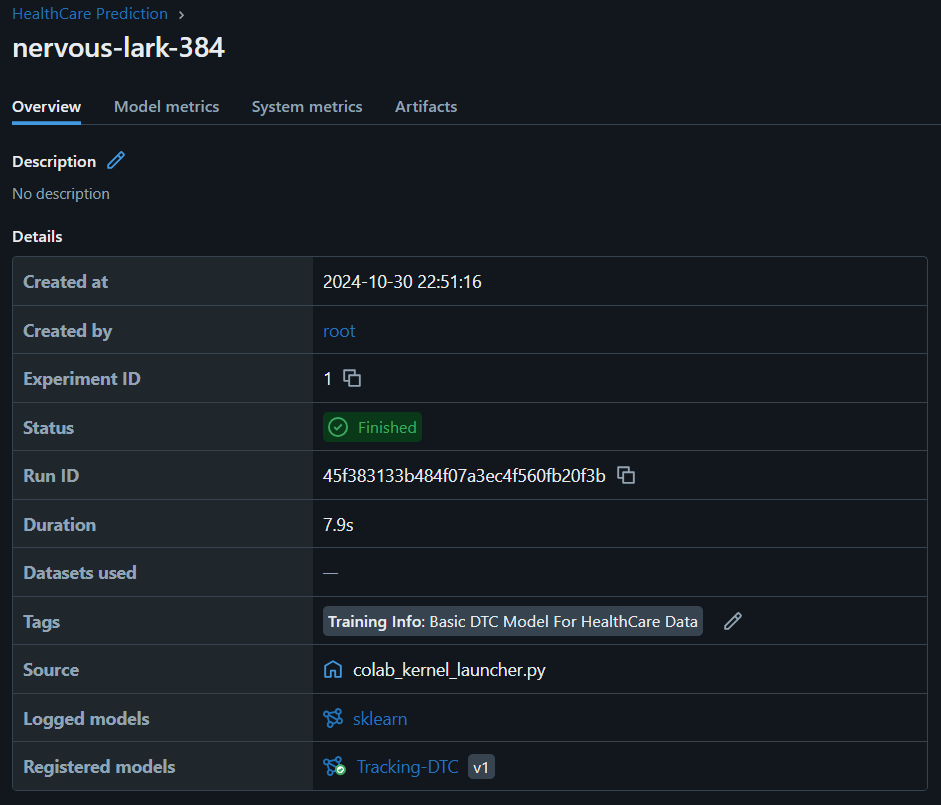 HealthCare Prediction >
nervous-lark-384
Overview Model metrics System metrics Artifacts
Description
No description
Details
Created at 2024-10-30 22:51:16
Created by root
Experiment ID 1
Status Finished
Run ID 45f383133b484f07a3ec4f560fb20f3b
Duration 7.9s
Datasets used —
Tags Training Info: Basic DTC Model For HealthCare Data
Source colab_kernel_launcher.py
Logged models sklearn
Registered models Tracking-DTC v1